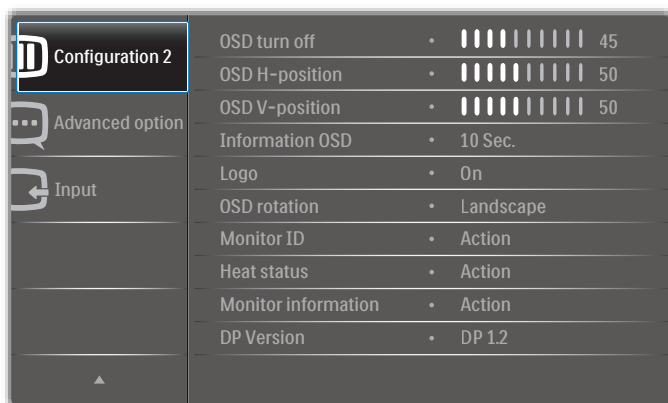 Configuration 2
Advanced option
Input
OSD turn off • 45
OSD H-position • 50
OSD V-position • 50
Information OSD • 10 Sec.
Logo • On
OSD rotation • Landscape
Monitor ID • Action
Heat status • Action
Monitor information • Action
DP Version • DP 1.2